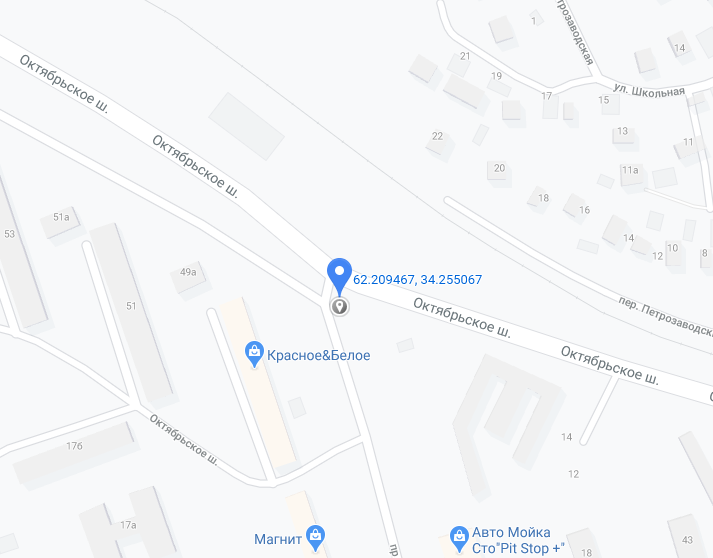 Петрозаводская
1
14
21
19
ул. Школьная
Октябрьское ш.
17
15
13
11
22
Октябрьское ш.
20
11а
18
16
51а
53
14
12
10
8
49а
62.209467, 34.255067
51
Октябрьское ш.
пер. Петрозаводск
Красное&Белое
Октябрьское ш.
Октябрьское ш.
14
17б
12
17а
Магнит
Авто Мойка
Сто"Pit Stop +"
18
43
пр